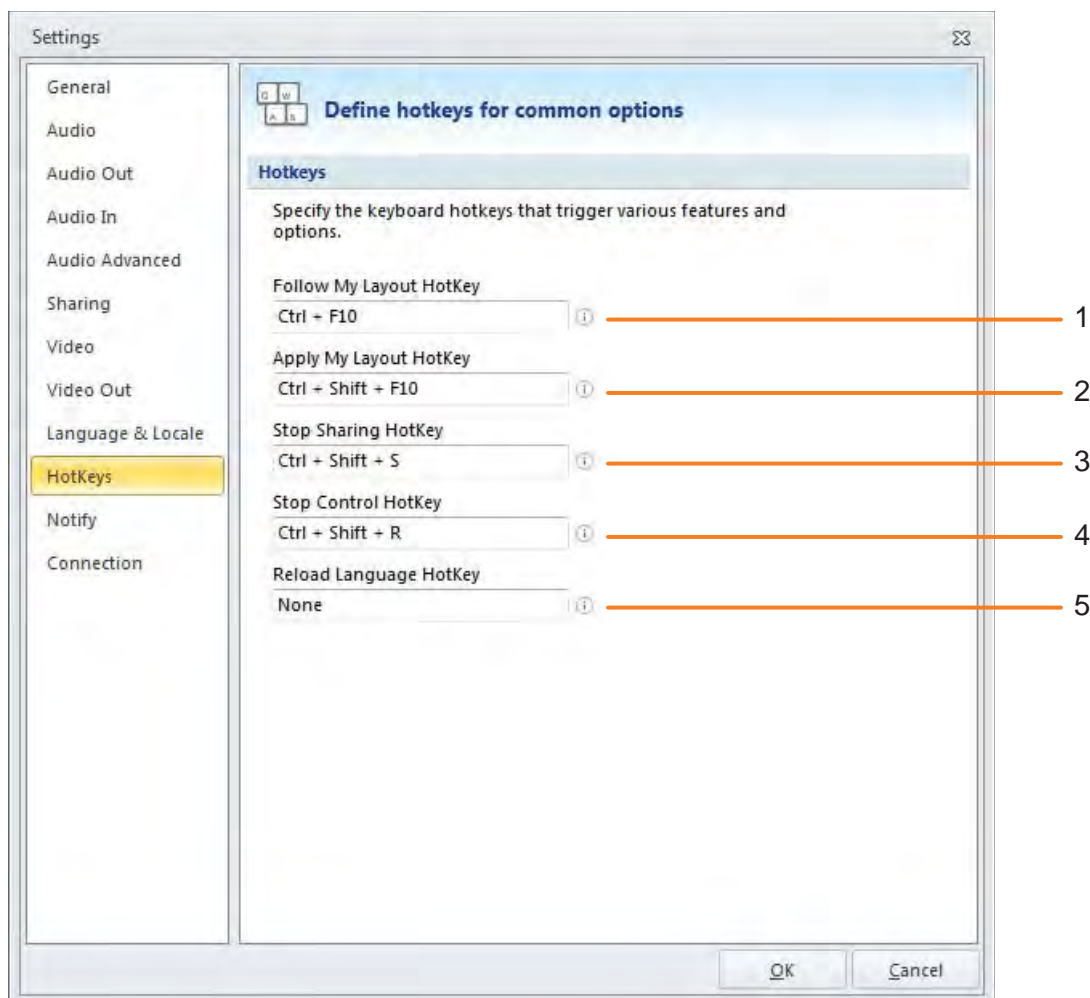 Settings
General
Audio
Audio Out
Audio In
Audio Advanced
Sharing
Video
Video Out
Language & Locale
HotKeys
Notify
Connection
Q W
A S
Define hotkeys for common options
Hotkeys
Specify the keyboard hotkeys that trigger various features and
options.
Follow My Layout HotKey
Ctrl + F10
1
Apply My Layout HotKey
Ctrl + Shift + F10
2
Stop Sharing HotKey
Ctrl + Shift + S
3
Stop Control HotKey
Ctrl + Shift + R
4
Reload Language HotKey
None
5
OK
Cancel